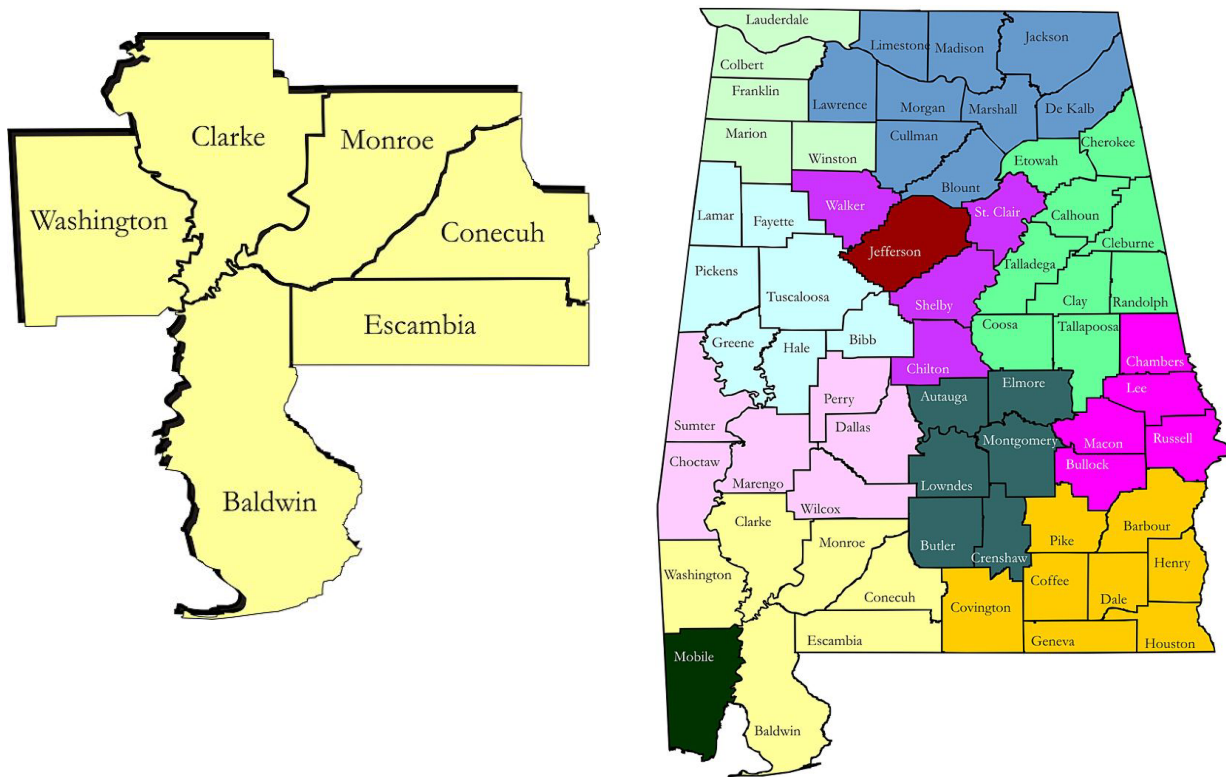 Clarke
Monroe
Washington
Conecuh
Escambia
Baldwin
Lauderdale
Limestone
Madison
Jackson
Colbert
Franklin
Lawrence
Morgan
Marshall
De Kalb
Marion
Cullman
Winston
Etowah
Cherokee
Blount
Walker
St. Clair
Lamar
Fayette
Calhoun
Jefferson
Cleburne
Talladega
Pickens
Tuscaloosa
Shelby
Clay
Randolph
Greene
Hale
Bibb
Coosa
Tallapoosa
Chilton
Chambers
Perry
Autauga
Elmore
Lee
Sumter
Dallas
Montgomery
Macon
Russell
Choctaw
Marengo
Lowndes
Bullock
Wilcox
Clarke
Monroe
Butler
Crenshaw
Pike
Barbour
Washington
Conecuh
Covington
Coffee
Dale
Henry
Escambia
Geneva
Houston
Mobile
Baldwin